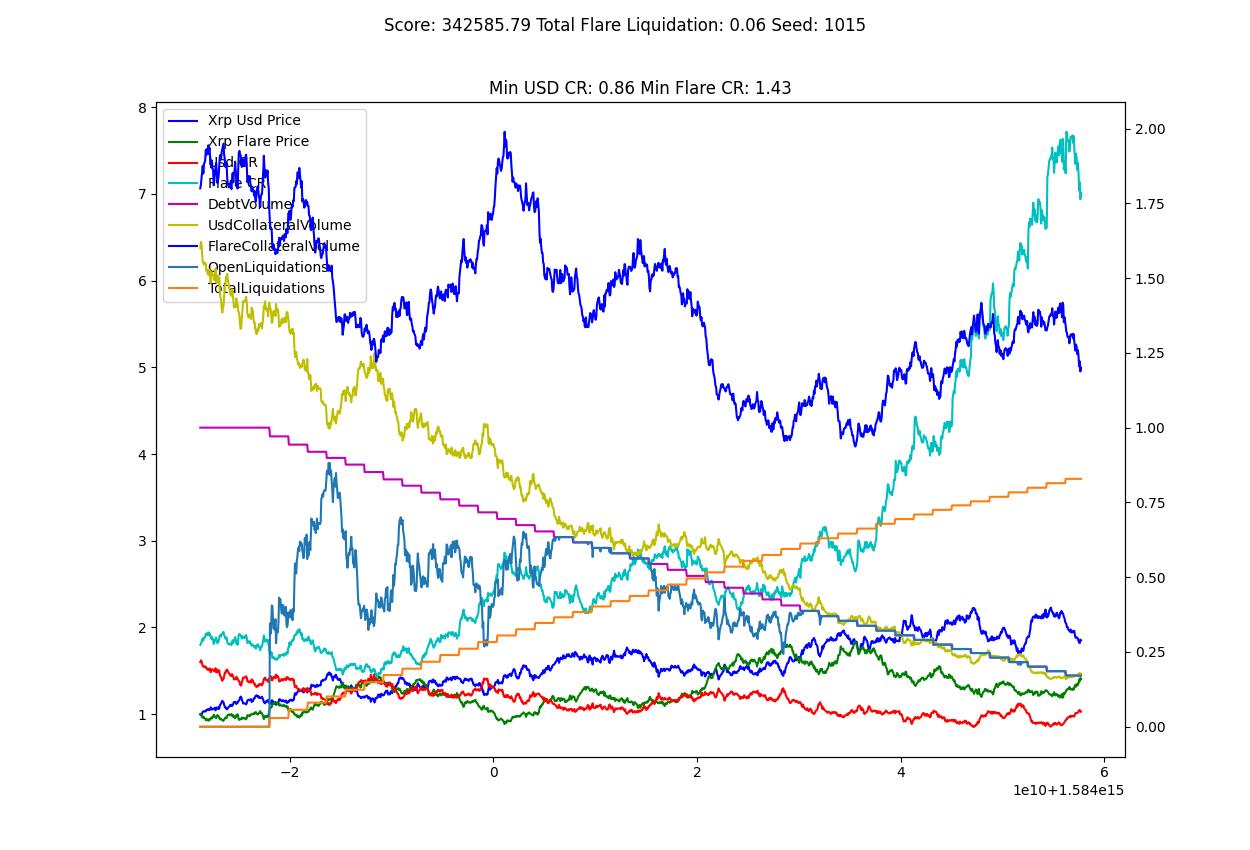 Score: 342585.79 Total Flare Liquidation: 0.06 Seed: 1015
Min USD CR: 0.86 Min Flare CR: 1.43
Xrp Usd Price
Xrp Flare Price
Usd CR
Flare CR
DebtVolume
UsdCollateralVolume
FlareCollateralVolume
OpenLiquidations
TotalLiquidations
8
7
6
5
4
3
2
1
2.00
1.75
1.50
1.25
1.00
0.75
0.50
0.25
0.00
−2
0
2
4
6
1e10+1.584e15